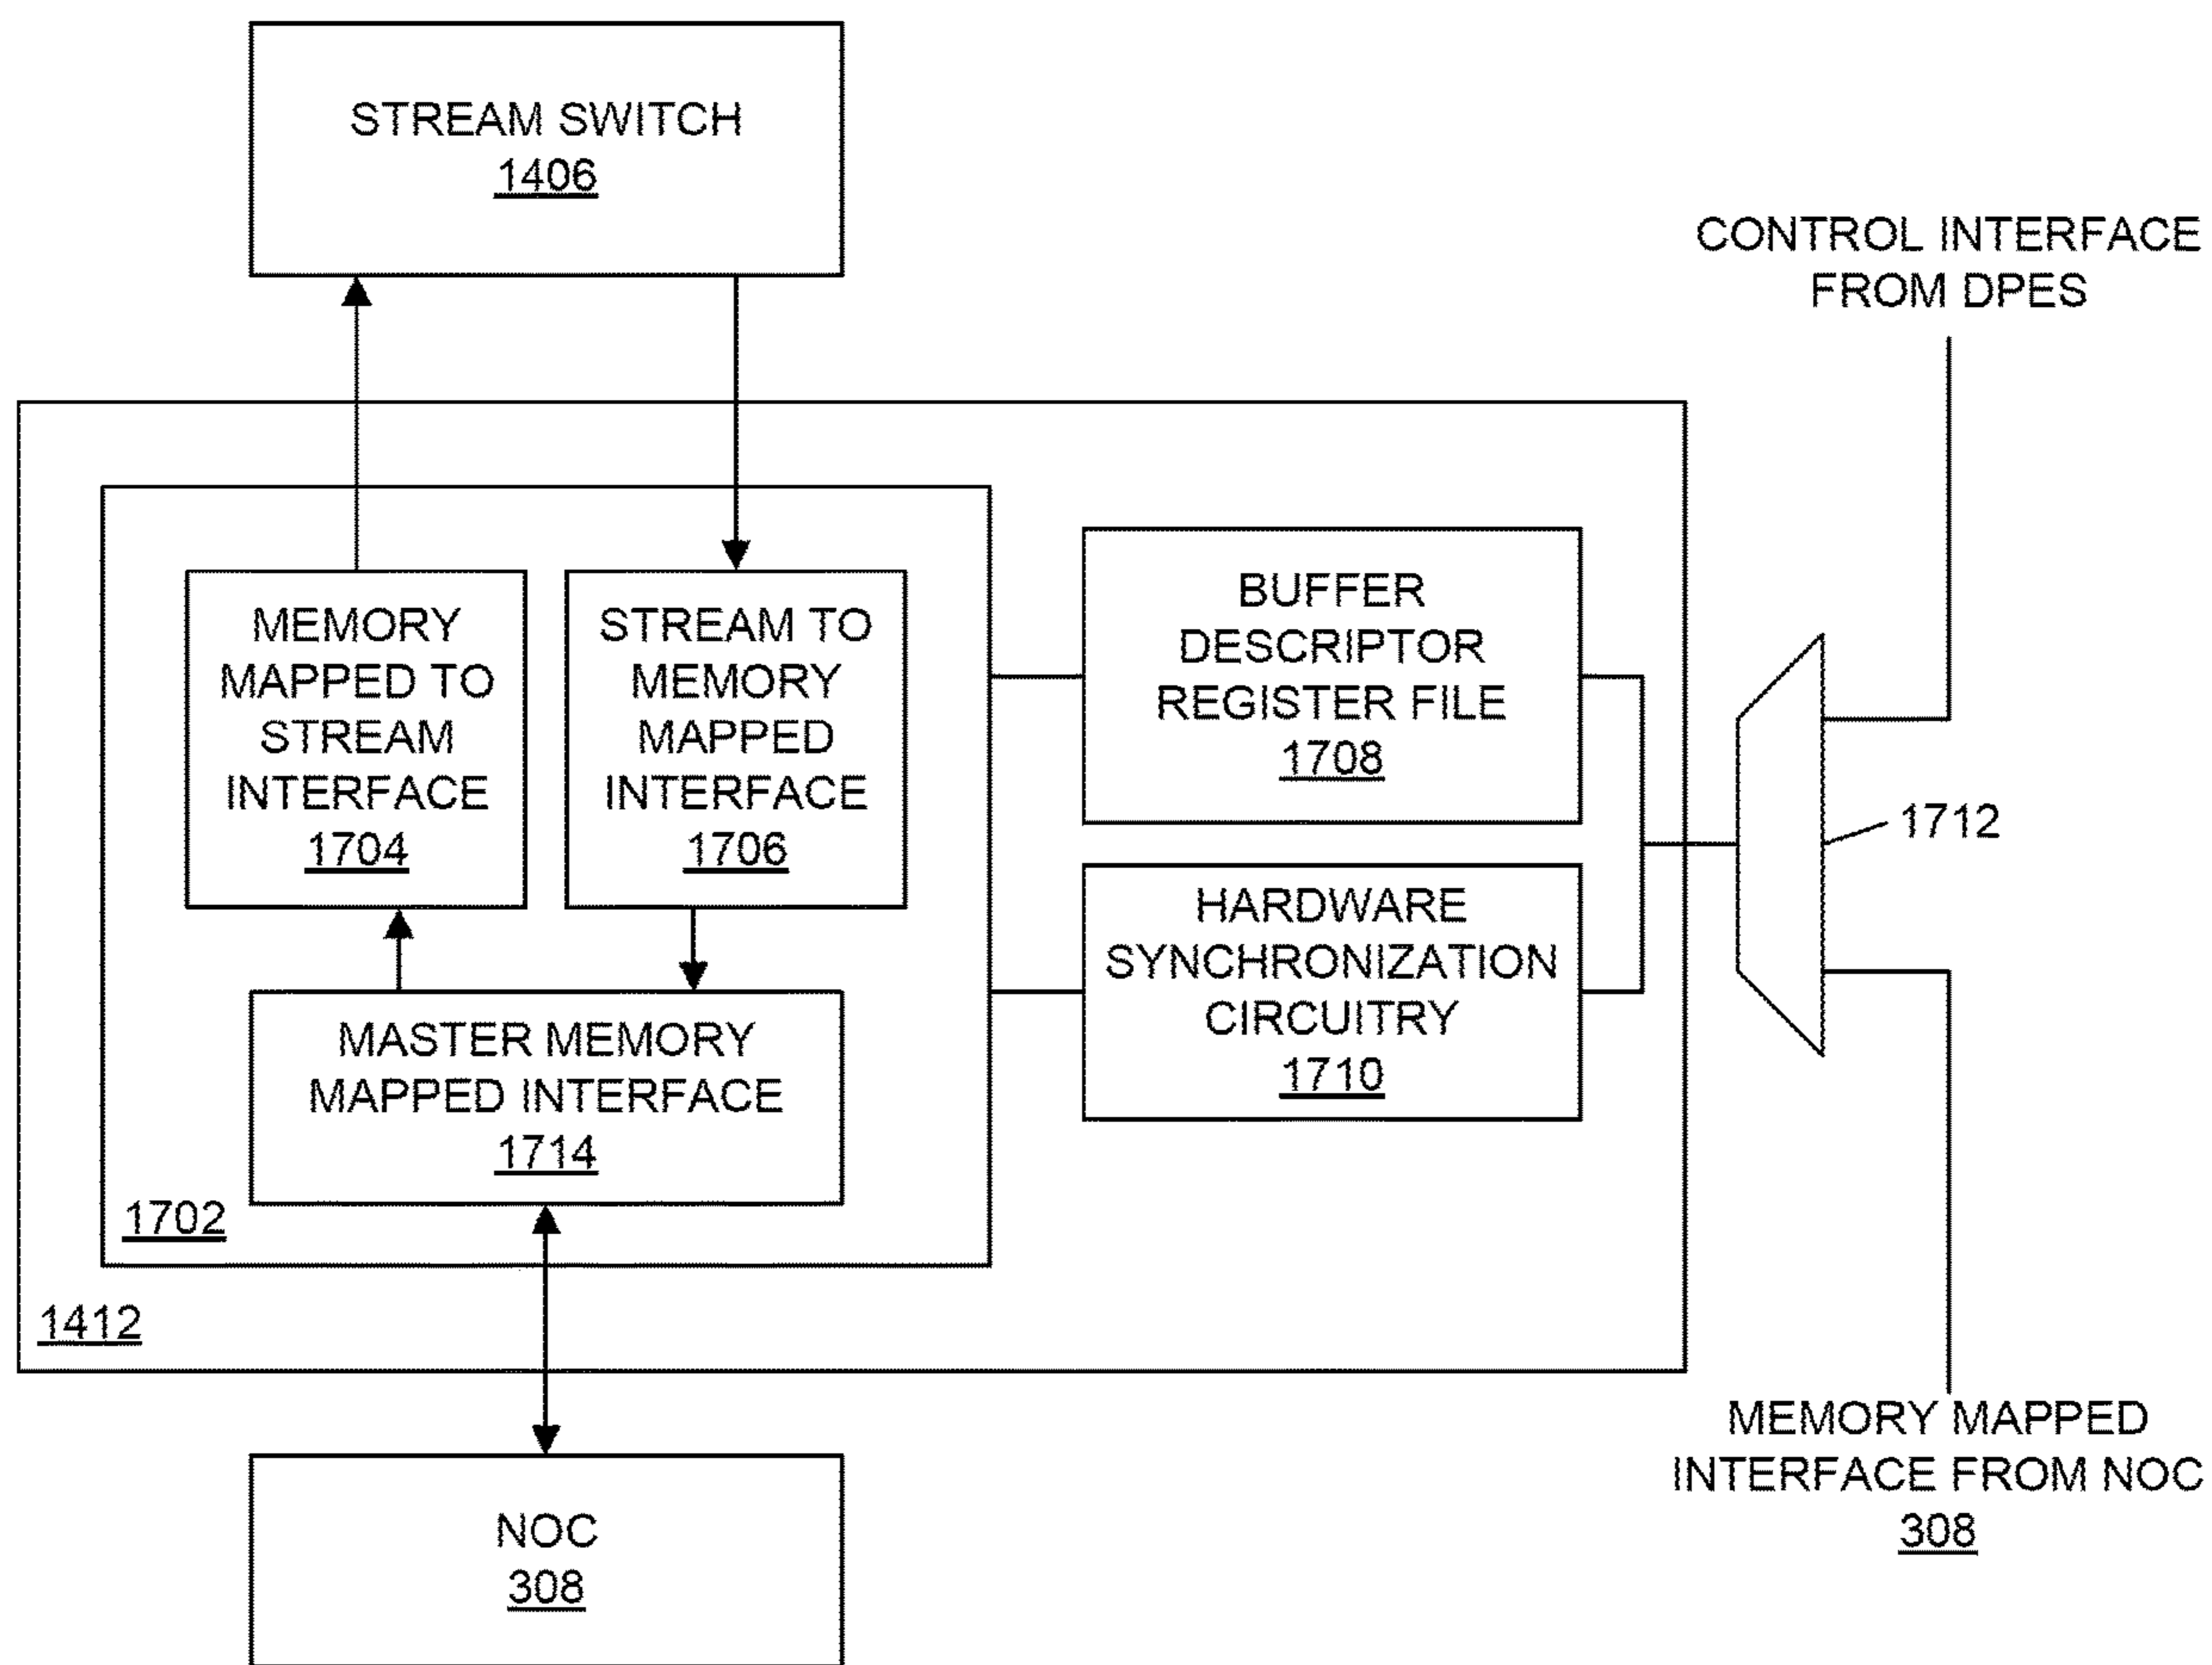 STREAM SWITCH
1406
CONTROL INTERFACE
FROM DPES
MEMORY
MAPPED TO
STREAM
INTERFACE
1704
STREAM TO
MEMORY
MAPPED
INTERFACE
1706
BUFFER
DESCRIPTOR
REGISTER FILE
1708
1712
HARDWARE
SYNCHRONIZATION
CIRCUITRY
1710
MASTER MEMORY
MAPPED INTERFACE
1714
1702
1412
MEMORY MAPPED
INTERFACE FROM NOC
308
NOC
308